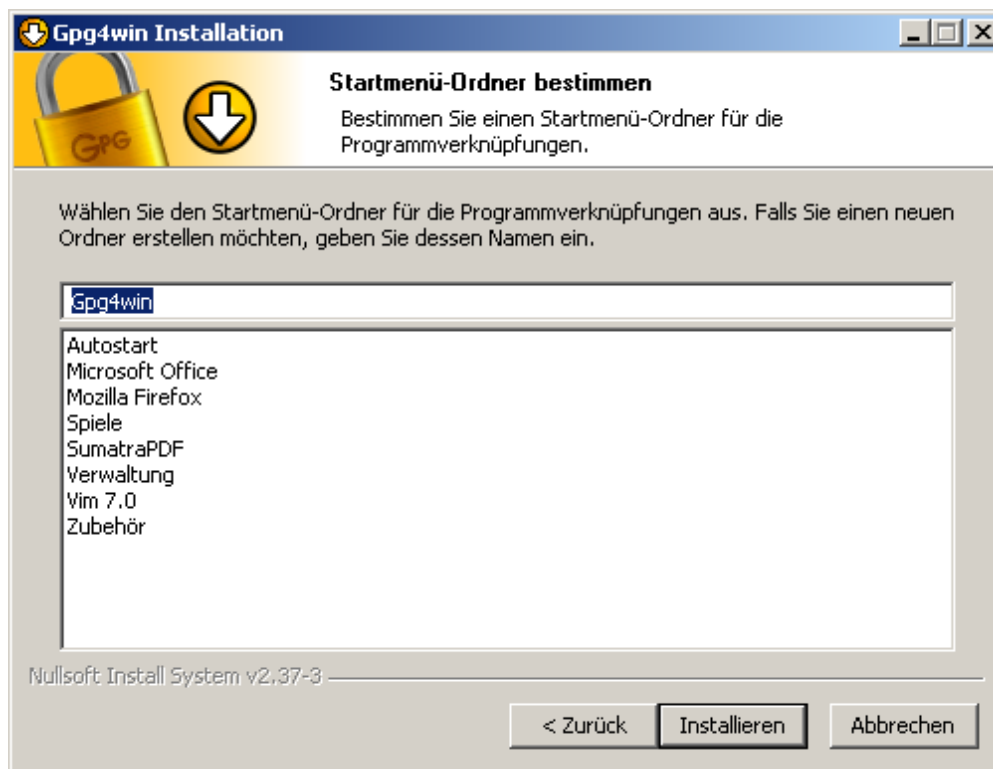 Gpg4win Installation
GPG
Startmenü-Ordner bestimmen
Bestimmen Sie einen Startmenü-Ordner für die
Programmverknüpfungen.
Wählen Sie den Startmenü-Ordner für die Programmverknüpfungen aus. Falls Sie einen neuen
Ordner erstellen möchten, geben Sie dessen Namen ein.
Gpg4win
Autostart
Microsoft Office
Mozilla Firefox
Spiele
SumatraPDF
Verwaltung
Vim 7.0
Zubehör
Nullsoft Install System v2.37-3
< Zurück Installieren Abbrechen